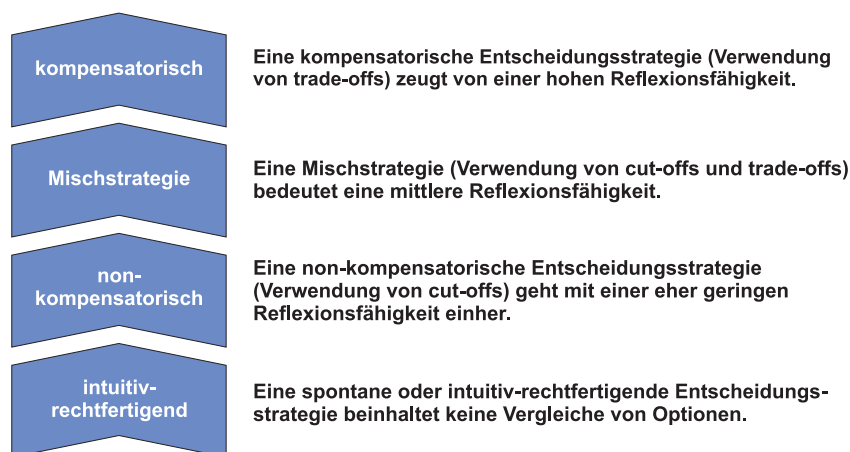 kompensatorisch
Eine kompensatorische Entscheidungsstrategie (Verwendung
von trade-offs) zeugt von einer hohen Reflexionsfähigkeit.
Mischstrategie
Eine Mischstrategie (Verwendung von cut-offs und trade-offs)
bedeutet eine mittlere Reflexionsfähigkeit.
non-
kompensatorisch
Eine non-kompensatorische Entscheidungsstrategie
(Verwendung von cut-offs) geht mit einer eher geringen
Reflexionsfähigkeit einher.
intuitiv-
rechtfertigend
Eine spontane oder intuitiv-rechtfertigende Entscheidungs-
strategie beinhaltet keine Vergleiche von Optionen.